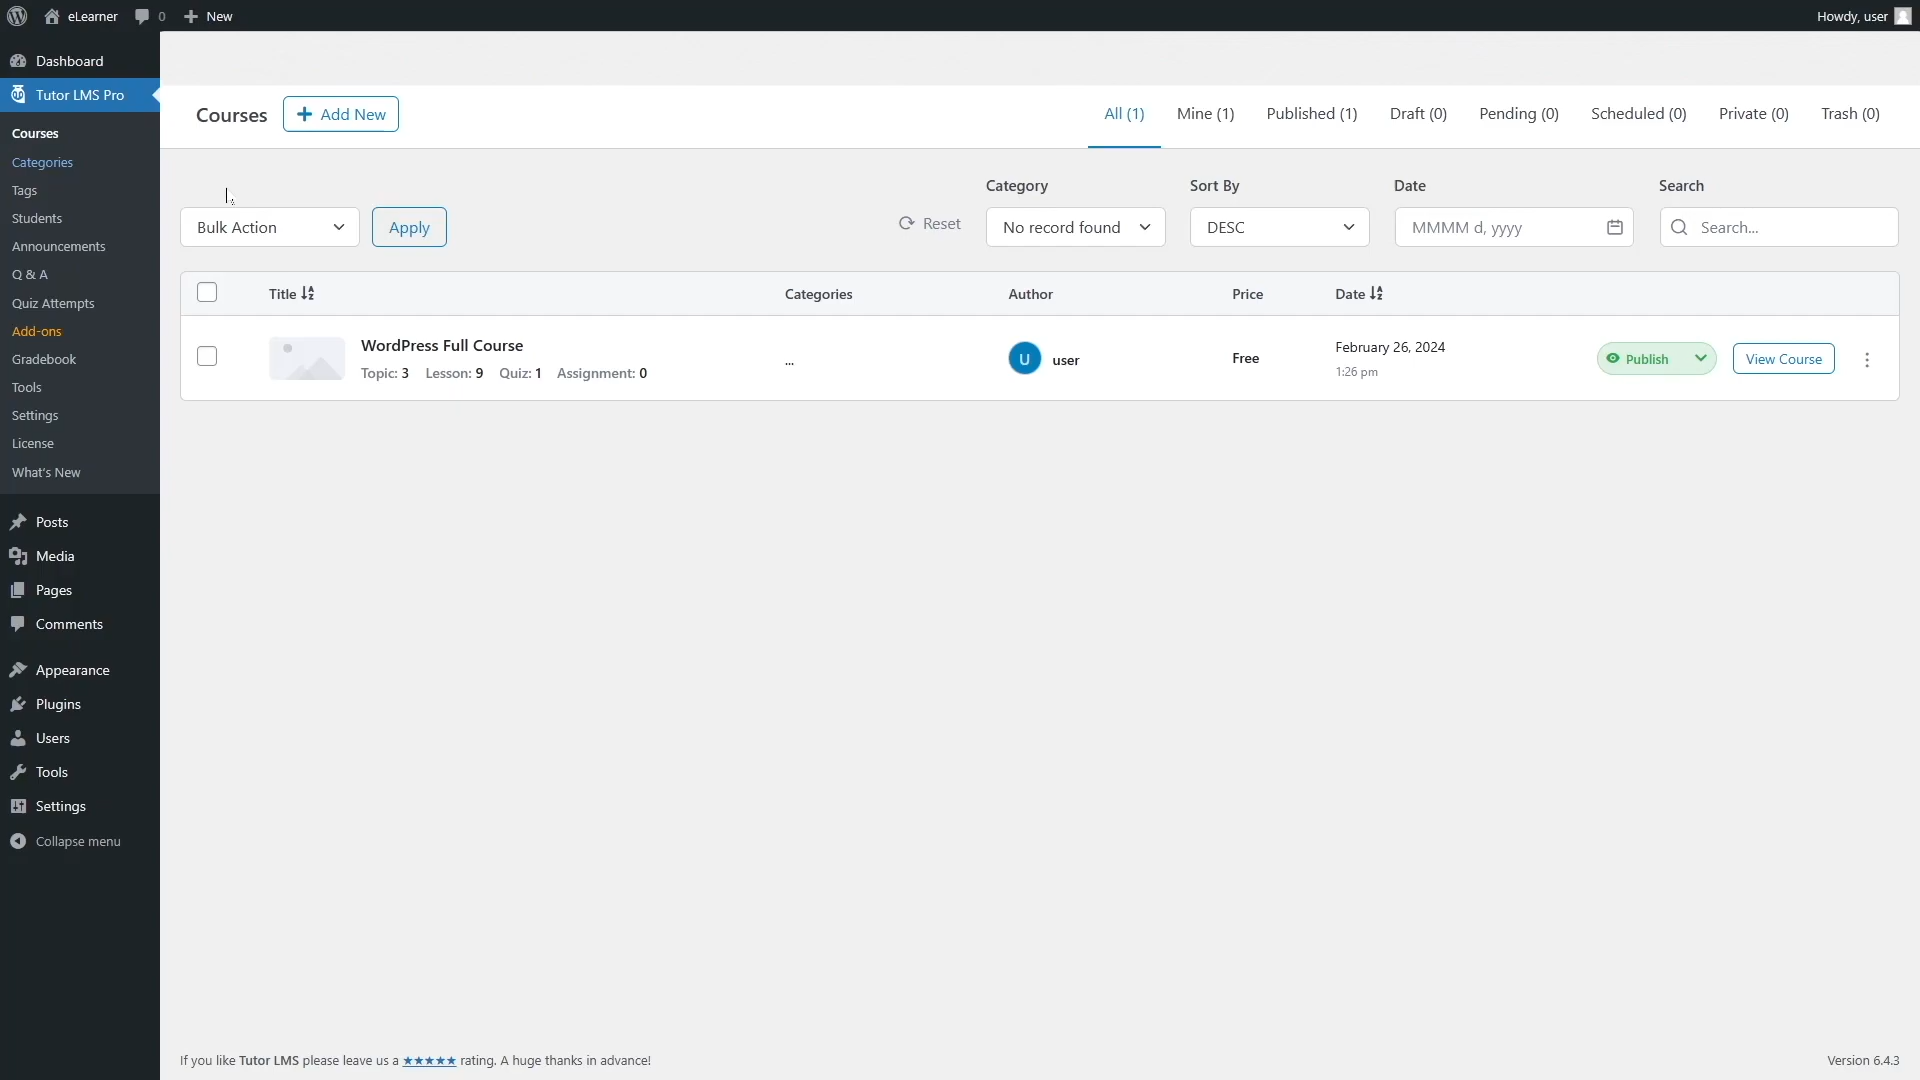 eLearner 0 New Howdy, user
Dashboard
Tutor LMS Pro
Courses
Categories
Tags
Students
Announcements
Q & A
Quiz Attempts
Add-ons
Gradebook
Tools
Settings
License
What's New
Posts
Media
Pages
Comments
Appearance
Plugins
Users
Tools
Settings
Collapse menu
Courses Add New All (1) Mine (1) Published (1) Draft (0) Pending (0) Scheduled (0) Private (0) Trash (0)
Category Sort By Date Search
Bulk Action Apply Reset No record found DESC MMMM d, yyyy Search...
Title Categories Author Price Date
WordPress Full Course
Topic: 3 Lesson: 9 Quiz: 1 Assignment: 0
...
U user
Free
February 26, 2024
1:26 pm
Publish View Course
If you like Tutor LMS please leave us a ★★★★★ rating. A huge thanks in advance! Version 6.4.3